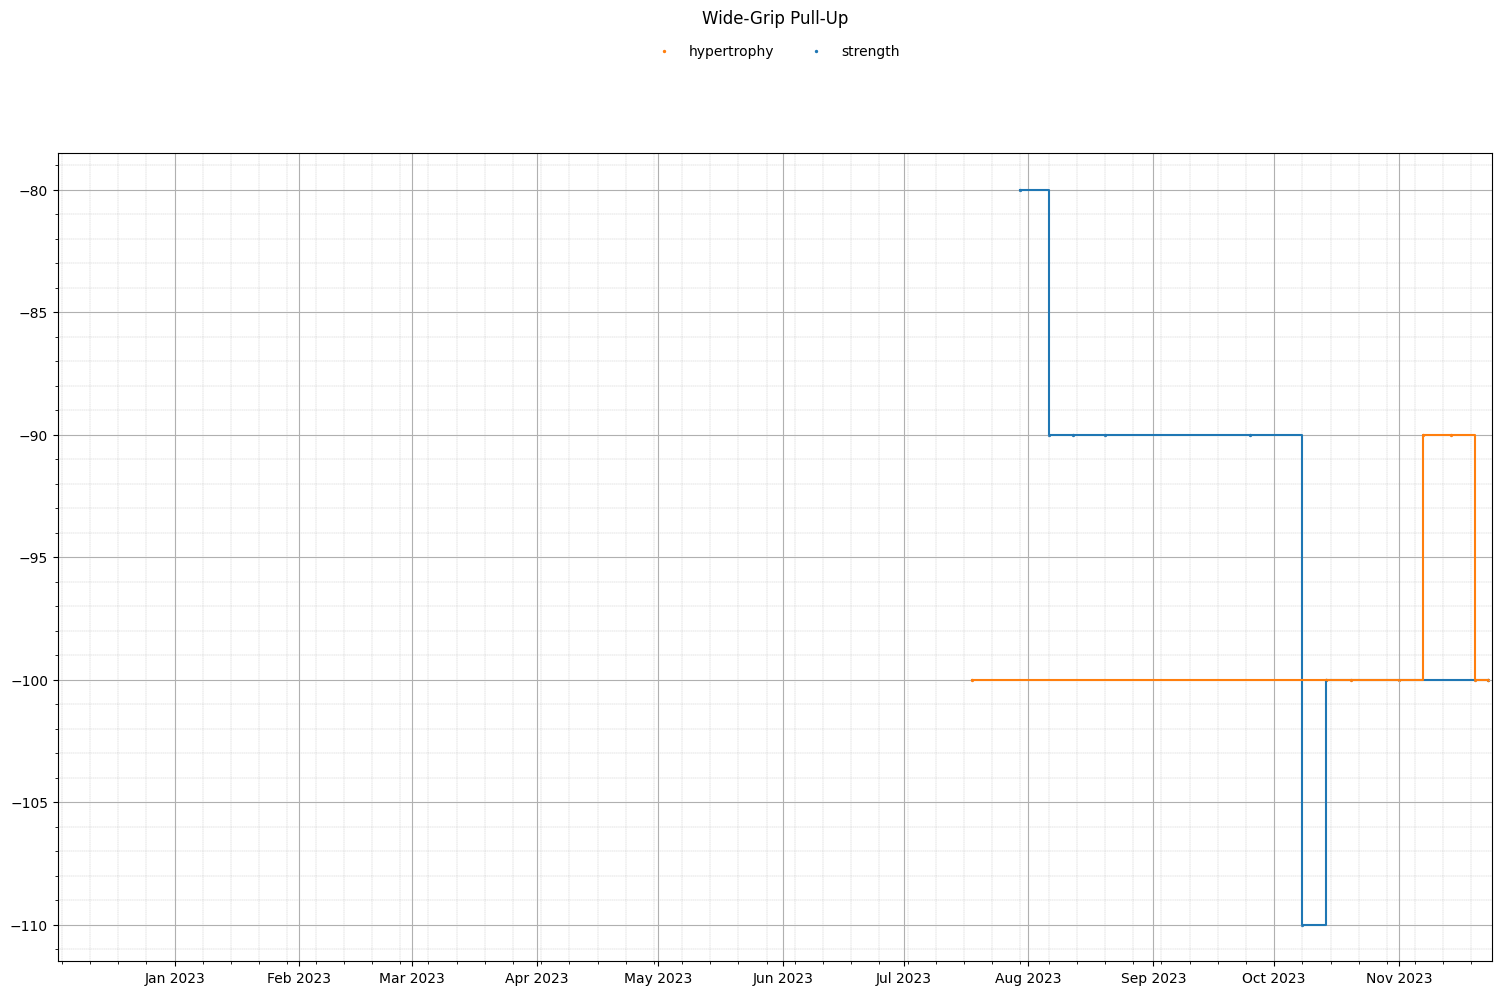 Wide-Grip Pull-Up
hypertrophy strength
−80
−85
−90
−95
−100
−105
−110
Jan 2023 Feb 2023 Mar 2023 Apr 2023 May 2023 Jun 2023 Jul 2023 Aug 2023 Sep 2023 Oct 2023 Nov 2023